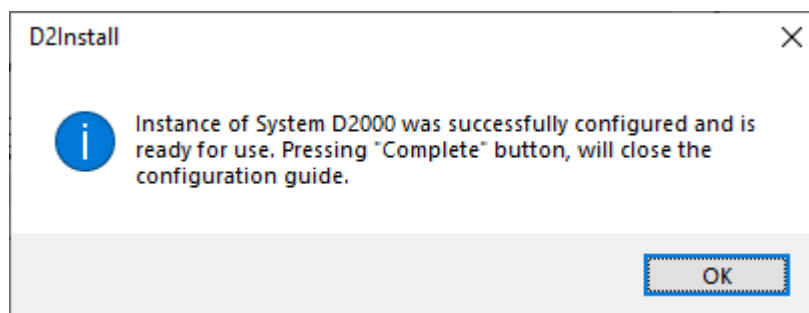 D2Install
Instance of System D2000 was successfully configured and is
ready for use. Pressing "Complete" button, will close the
configuration guide.
OK